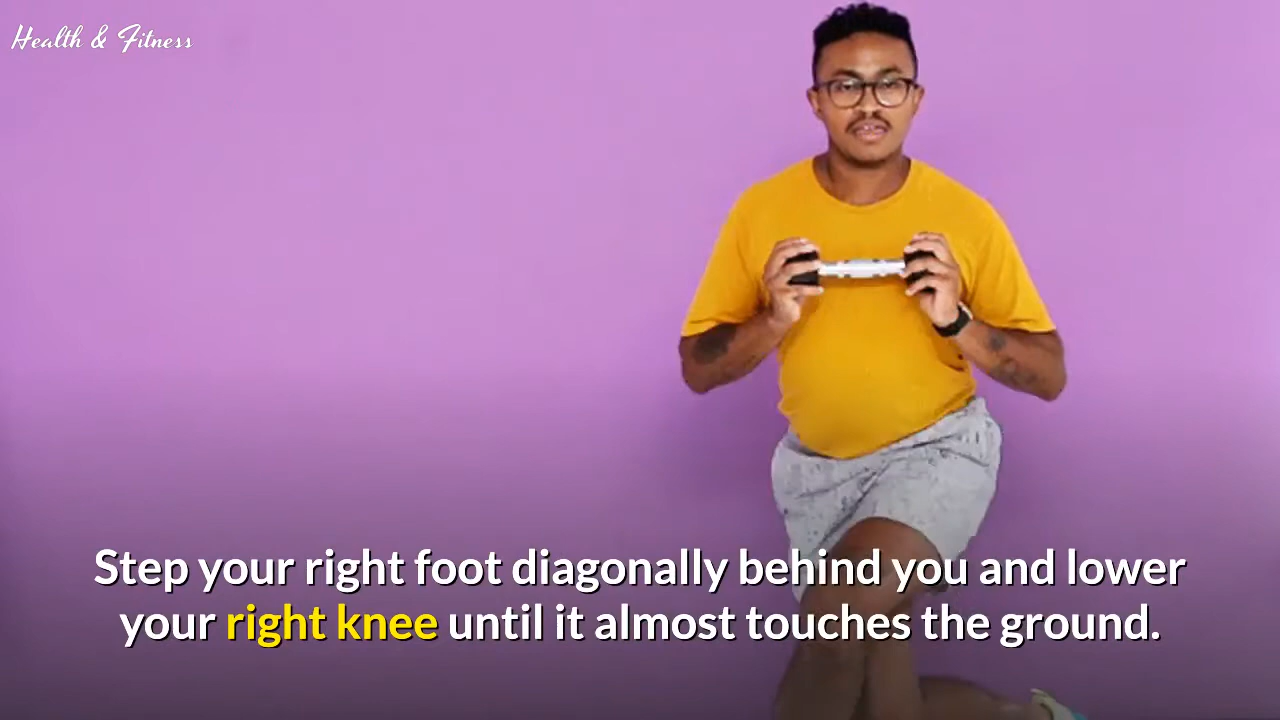 Health & Fitness
Step your right foot diagonally behind you and lower
your right knee until it almost touches the ground.